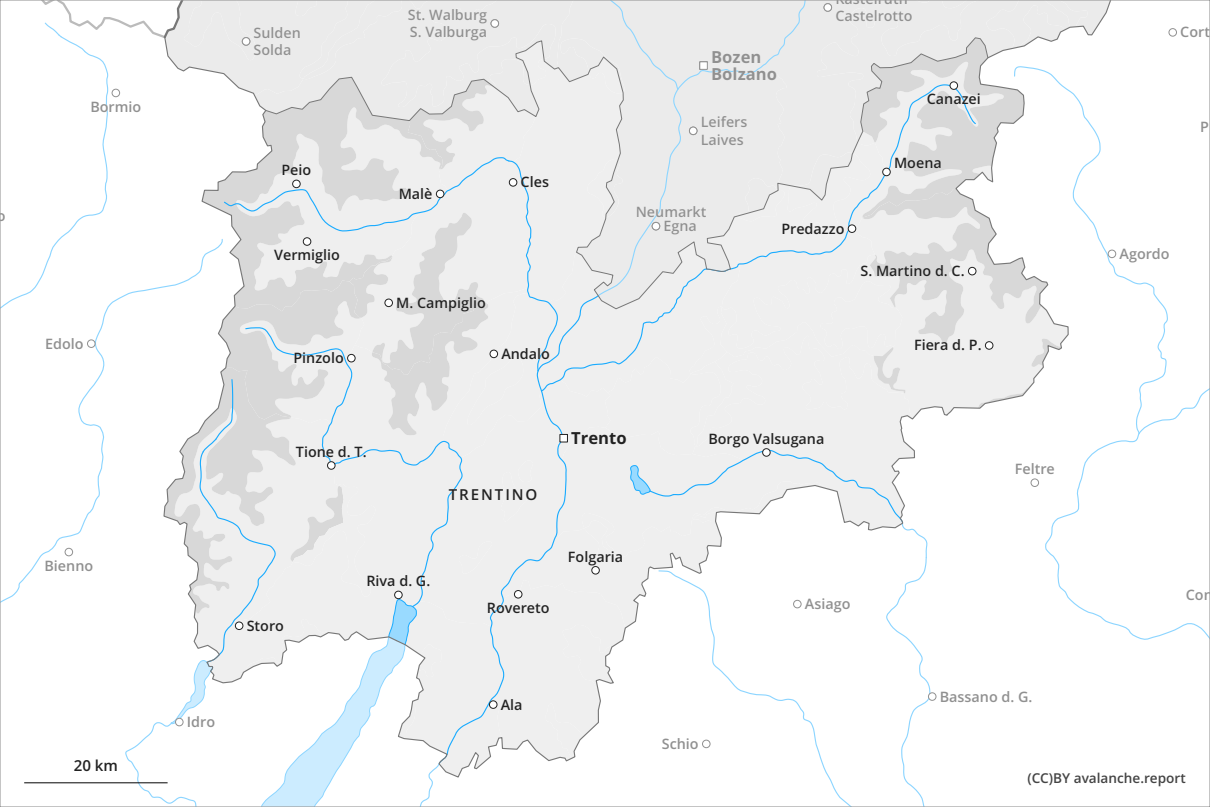 St. Walburg
S. Valburga
Kastelruth
Castelrotto
Sulden
Solda
Cort
Bozen
Bolzano
Bormio
Canazei
Leifers
Laives
P
Moena
Peio
Malè
Cles
Neumarkt
Egna
Predazzo
Vermiglio
Agordo
S. Martino d. C.
M. Campiglio
Edolo
Pinzolo
Andalo
Fiera d. P.
Trento
Borgo Valsugana
Tione d. T.
Feltre
TRENTINO
Bienno
Folgaria
Riva d. G.
Cor
Rovereto
Asiago
Storo
Bassano d. G.
Ala
Idro
Schio
20 km
(CC)BY avalanche.report